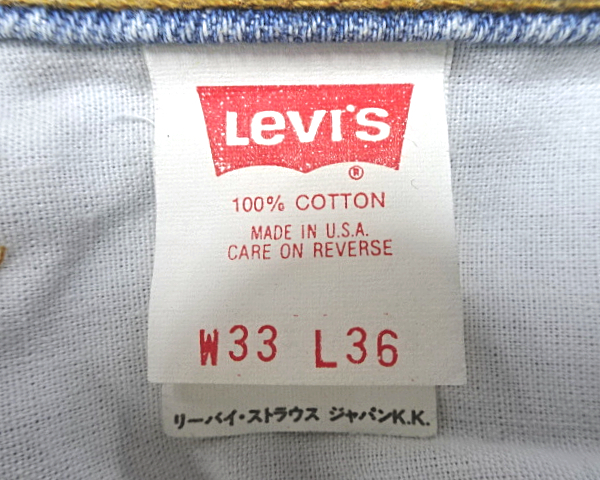 Levi's
®
100% COTTON
MADE IN U.S.A.
CARE ON REVERSE
W33 L36
リーバイ・ストラウス ジャパンK.K.